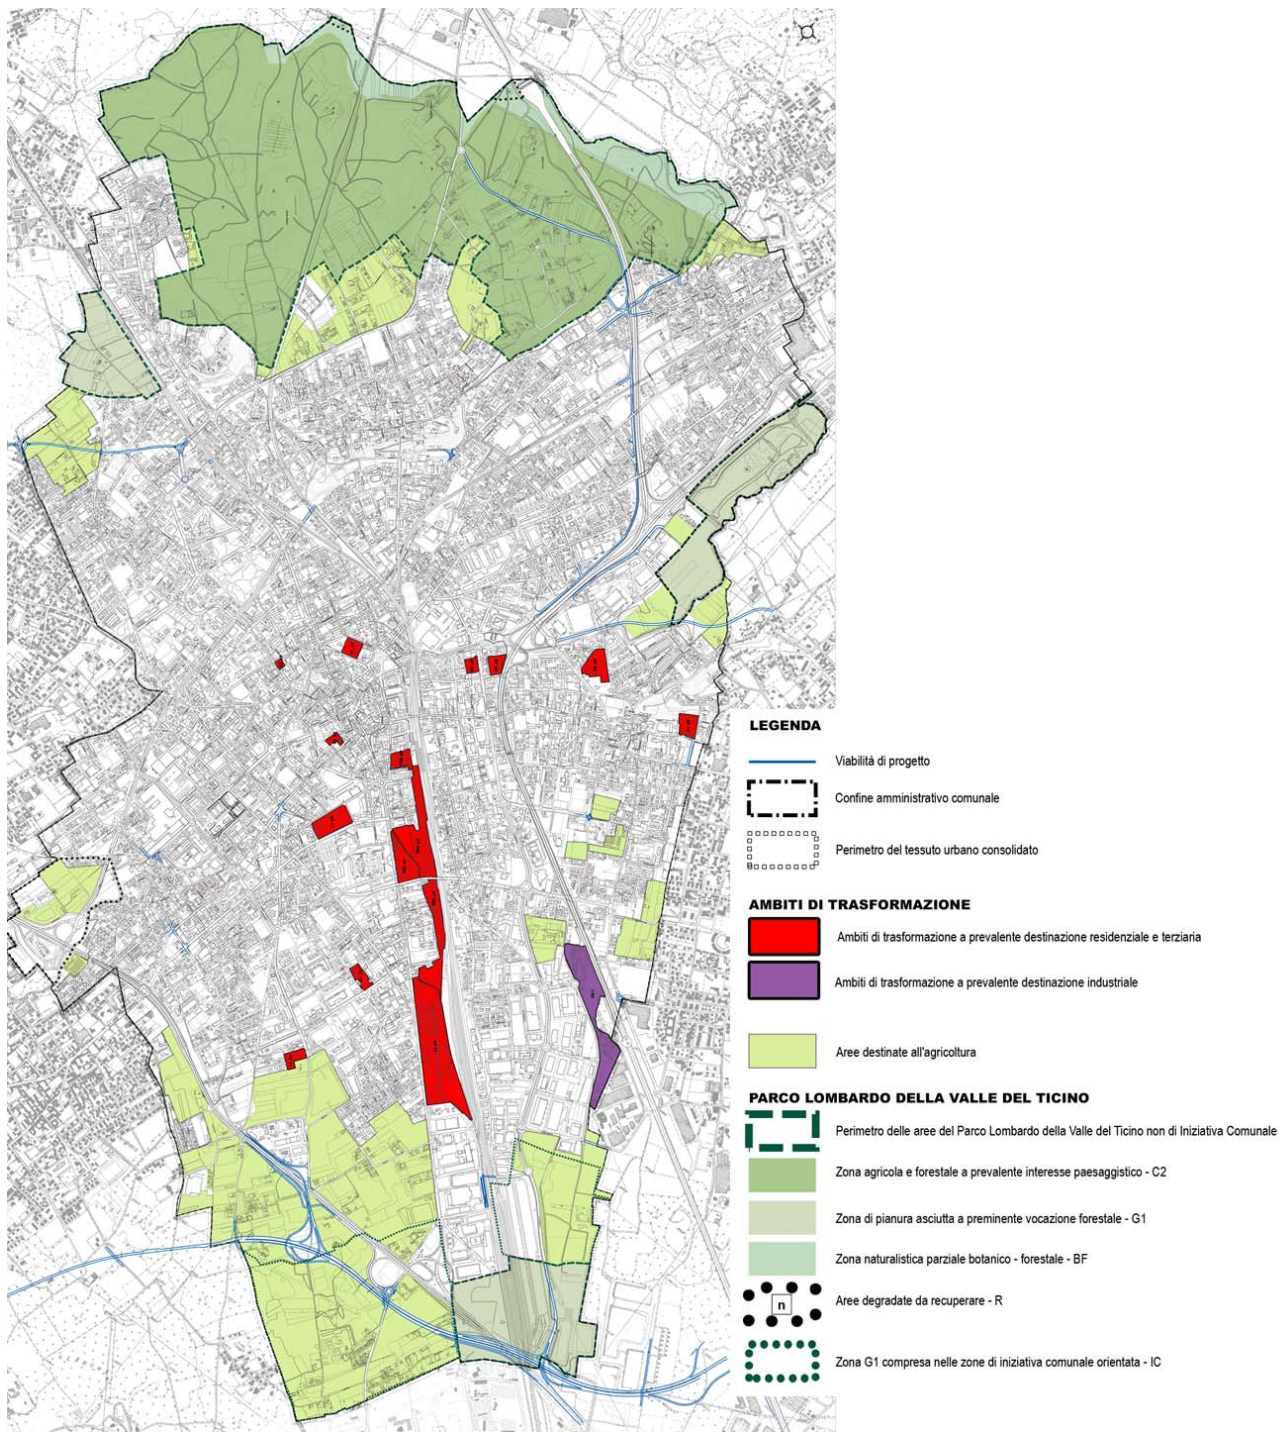 LEGENDA
Viabilità di progetto
Confine amministrativo comunale
Perimetro del tessuto urbano consolidato
AMBITI DI TRASFORMAZIONE
Ambiti di trasformazione a prevalente destinazione residenziale e terziaria
Ambiti di trasformazione a prevalente destinazione industriale
Aree destinate all'agricoltura
PARCO LOMBARDO DELLA VALLE DEL TICINO
Perimetro delle aree del Parco Lombardo della Valle del Ticino non di Iniziativa Comunale
Zona agricola e forestale a prevalente interesse paesaggistico - C2
Zona di pianura asciutta a preminente vocazione forestale - G1
Zona naturalistica parziale botanico - forestale - BF
n
Aree degradate da recuperare - R
Zona G1 compresa nelle zone di iniziativa comunale orientata - IC